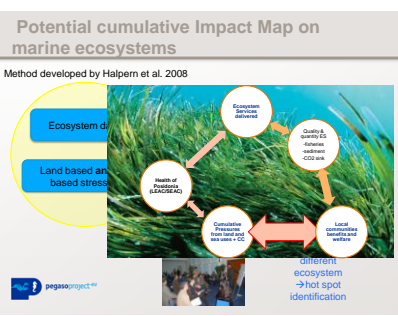 Potential cumulative Impact Map on
marine ecosystems
Method developed by Halpern et al. 2008
Ecosystem
Land based
based
Ecosystem
Services
delivered
Quality &
quantity ES
-fisheries
-sediment
-CO2 sink
Health of
Posidonia
(LEAC/SEAC)
Cumulative
Pressures
from land and
sea uses + CC
Local
communities
benefits and
welfare
different
ecosystem
→hot spot
identification
pegasoproject.eu